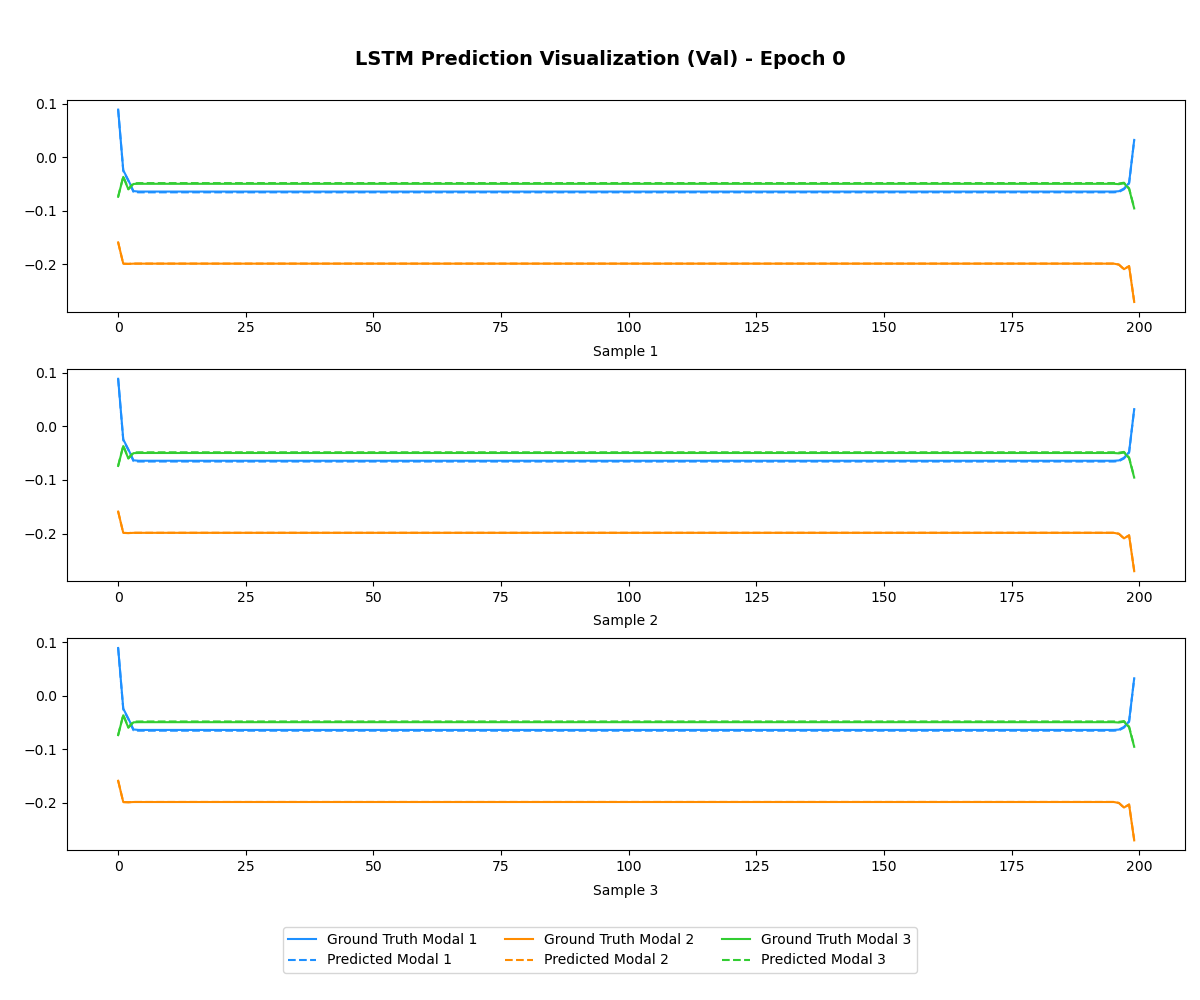 LSTM Prediction Visualization (Val) - Epoch 0
0.1
0.0
−0.1
−0.2
0 25 50 75 100 125 150 175 200
Sample 1
0.1
0.0
−0.1
−0.2
0 25 50 75 100 125 150 175 200
Sample 2
0.1
0.0
−0.1
−0.2
0 25 50 75 100 125 150 175 200
Sample 3
Ground Truth Modal 1 Ground Truth Modal 2 Ground Truth Modal 3
Predicted Modal 1 Predicted Modal 2 Predicted Modal 3